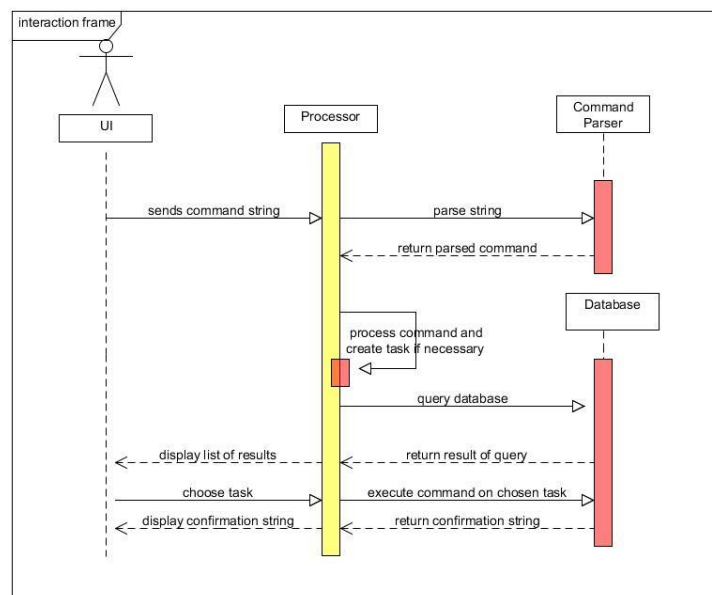 interaction frame
UI
Processor
Command
Parser
sends command string
parse string
return parsed command
Database
process command and
create task if necessary
query database
display list of results
return result of query
choose task
execute command on chosen task
display confirmation string
return confirmation string